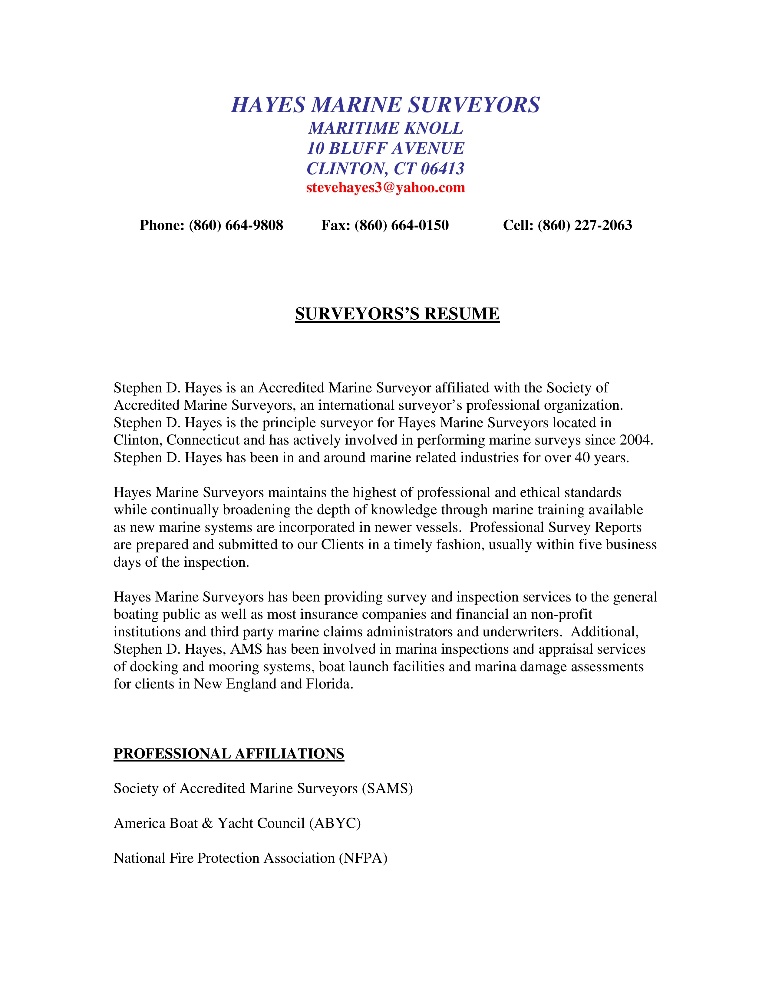 HAYES MARINE SURVEYORS
MARITIME KNOLL
10 BLUFF AVENUE
CLINTON, CT 06413
stevehayes3@yahoo.com
Phone: (860) 664-9808 Fax: (860) 664-0150 Cell: (860) 227-2063
SURVEYORS’S RESUME
Stephen D. Hayes is an Accredited Marine Surveyor affiliated with the Society of
Accredited Marine Surveyors, an international surveyor’s professional organization.
Stephen D. Hayes is the principle surveyor for Hayes Marine Surveyors located in
Clinton, Connecticut and has actively involved in performing marine surveys since 2004.
Stephen D. Hayes has been in and around marine related industries for over 40 years.
Hayes Marine Surveyors maintains the highest of professional and ethical standards
while continually broadening the depth of knowledge through marine training available
as new marine systems are incorporated in newer vessels. Professional Survey Reports
are prepared and submitted to our Clients in a timely fashion, usually within five business
days of the inspection.
Hayes Marine Surveyors has been providing survey and inspection services to the general
boating public as well as most insurance companies and financial an non-profit
institutions and third party marine claims administrators and underwriters. Additional,
Stephen D. Hayes, AMS has been involved in marina inspections and appraisal services
of docking and mooring systems, boat launch facilities and marina damage assessments
for clients in New England and Florida.
PROFESSIONAL AFFILIATIONS
Society of Accredited Marine Surveyors (SAMS)
America Boat & Yacht Council (ABYC)
National Fire Protection Association (NFPA)